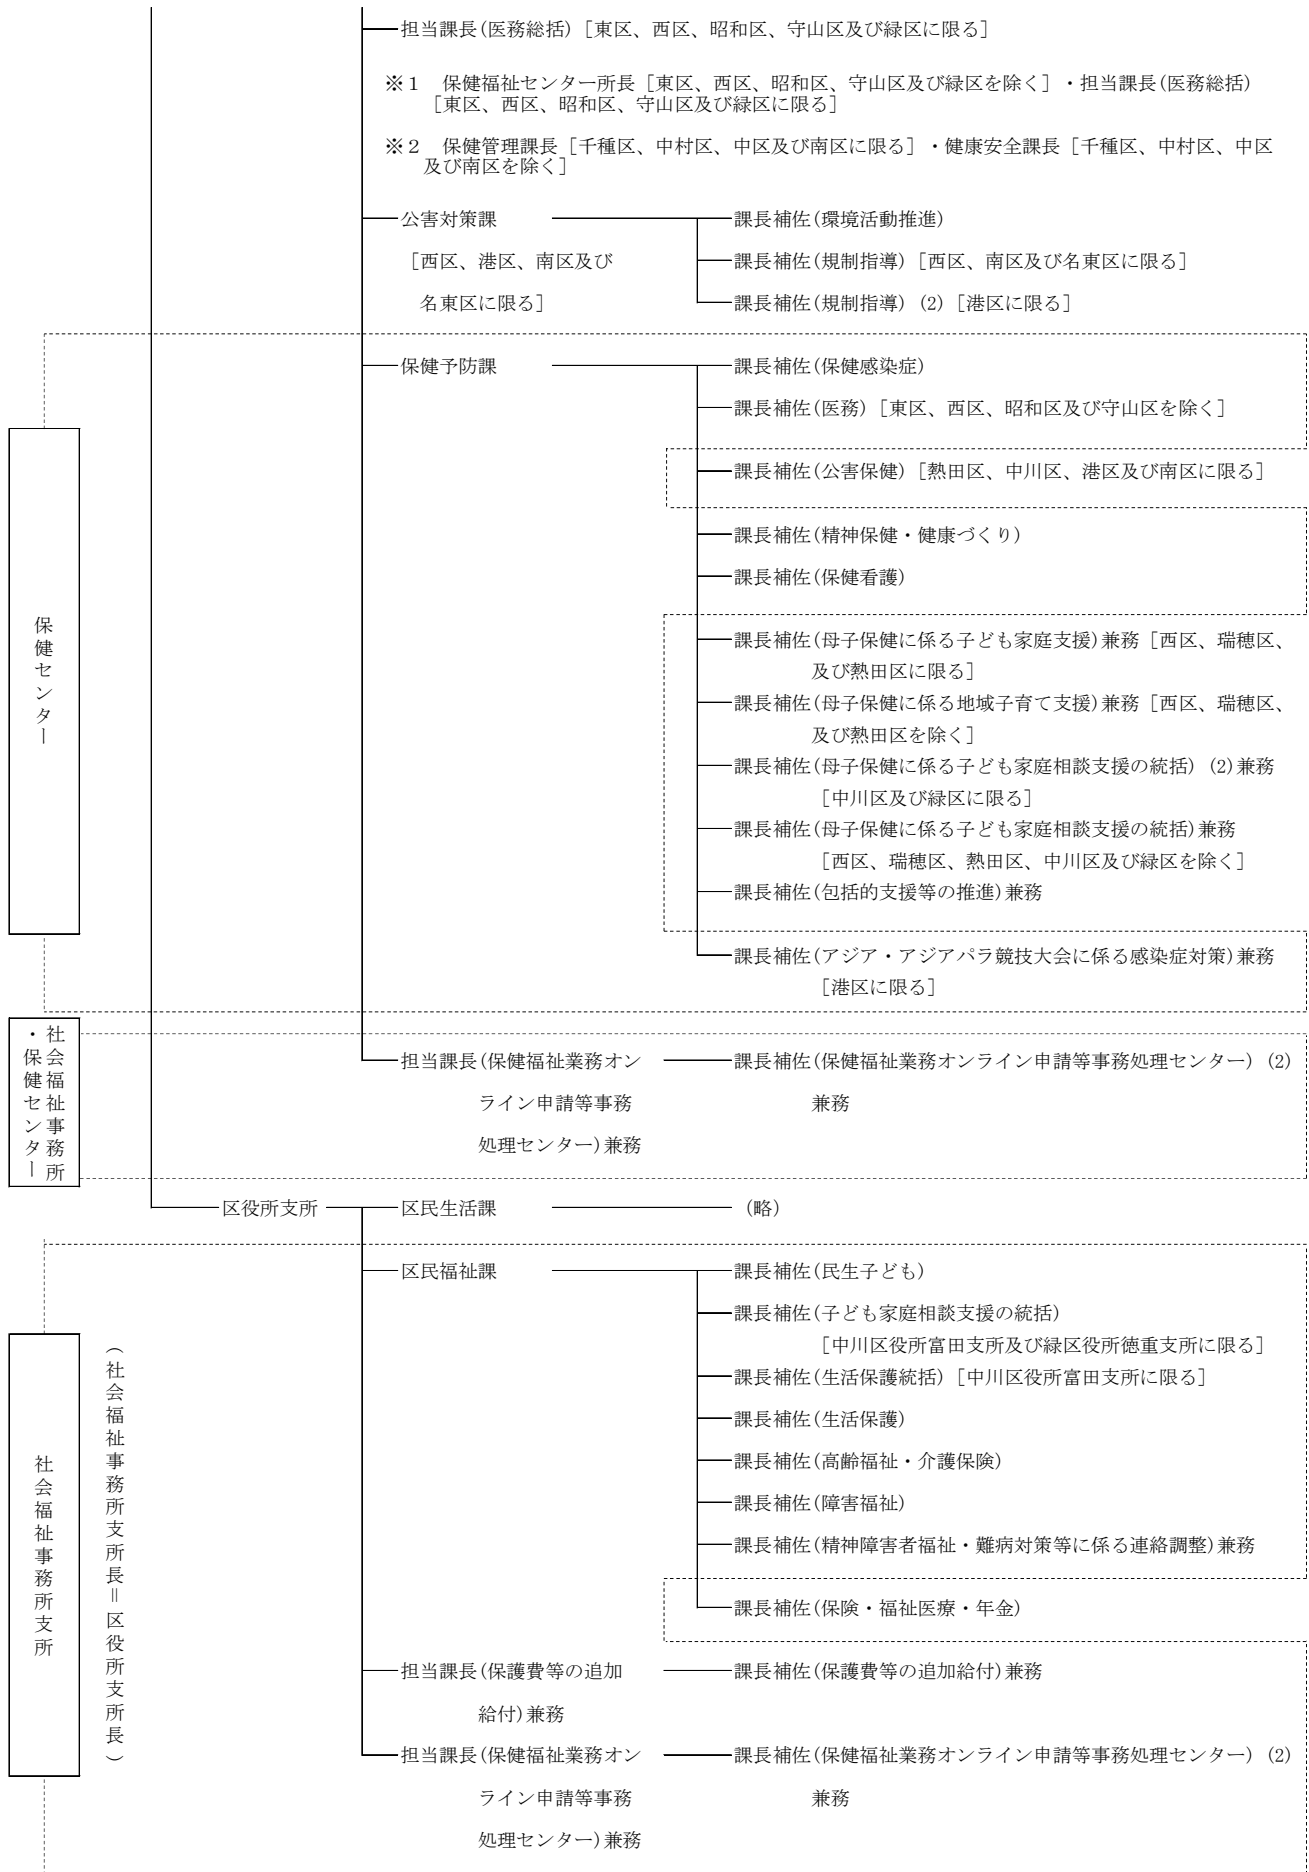 担当課長(医務総括)［東区、西区、昭和区、守山区及び緑区に限る］
※１　保健福祉センター所長［東区、西区、昭和区、守山区及び緑区を除く］・担当課長(医務総括)
［東区、西区、昭和区、守山区及び緑区に限る］
※２　保健管理課長［千種区、中村区、中区及び南区に限る］・健康安全課長［千種区、中村区、中区
及び南区を除く］
公害対策課　課長補佐(環境活動推進)
［西区、港区、南区及び　課長補佐(規制指導)［西区、南区及び名東区に限る］
名東区に限る］　課長補佐(規制指導)(2)［港区に限る］
保健予防課　課長補佐(保健感染症)
課長補佐(医務)［東区、西区、昭和区及び守山区を除く］
課長補佐(公害保健)［熱田区、中川区、港区及び南区に限る］
課長補佐(精神保健・健康づくり)
課長補佐(保健看護)
保健センター
課長補佐(母子保健に係る子ども家庭支援)兼務［西区、瑞穂区、
及び熱田区に限る］
課長補佐(母子保健に係る地域子育て支援)兼務［西区、瑞穂区、
及び熱田区を除く］
課長補佐(母子保健に係る子ども家庭相談支援の統括)(2)兼務
［中川区及び緑区に限る］
課長補佐(母子保健に係る子ども家庭相談支援の統括)兼務
［西区、瑞穂区、熱田区、中川区及び緑区を除く］
課長補佐(包括的支援等の推進)兼務
課長補佐(アジア・アジアパラ競技大会に係る感染症対策)兼務
［港区に限る］
社会福祉事務所
・保健センター
担当課長(保健福祉業務オン　課長補佐(保健福祉業務オンライン申請等事務処理センター)(2)
ライン申請等事務　兼務
処理センター)兼務
区役所支所　区民生活課　（略）
区民福祉課　課長補佐(民生子ども)
課長補佐(子ども家庭相談支援の統括)
［中川区役所富田支所及び緑区役所徳重支所に限る］
課長補佐(生活保護統括)［中川区役所富田支所に限る］
課長補佐(生活保護)
課長補佐(高齢福祉・介護保険)
課長補佐(障害福祉)
課長補佐(精神障害者福祉・難病対策等に係る連絡調整)兼務
課長補佐(保険・福祉医療・年金)
社会福祉事務所支所
（社会福祉事務所支所長＝区役所支所長）
担当課長(保護費等の追加　課長補佐(保護費等の追加給付)兼務
給付)兼務
担当課長(保健福祉業務オン　課長補佐(保健福祉業務オンライン申請等事務処理センター)(2)
ライン申請等事務　兼務
処理センター)兼務